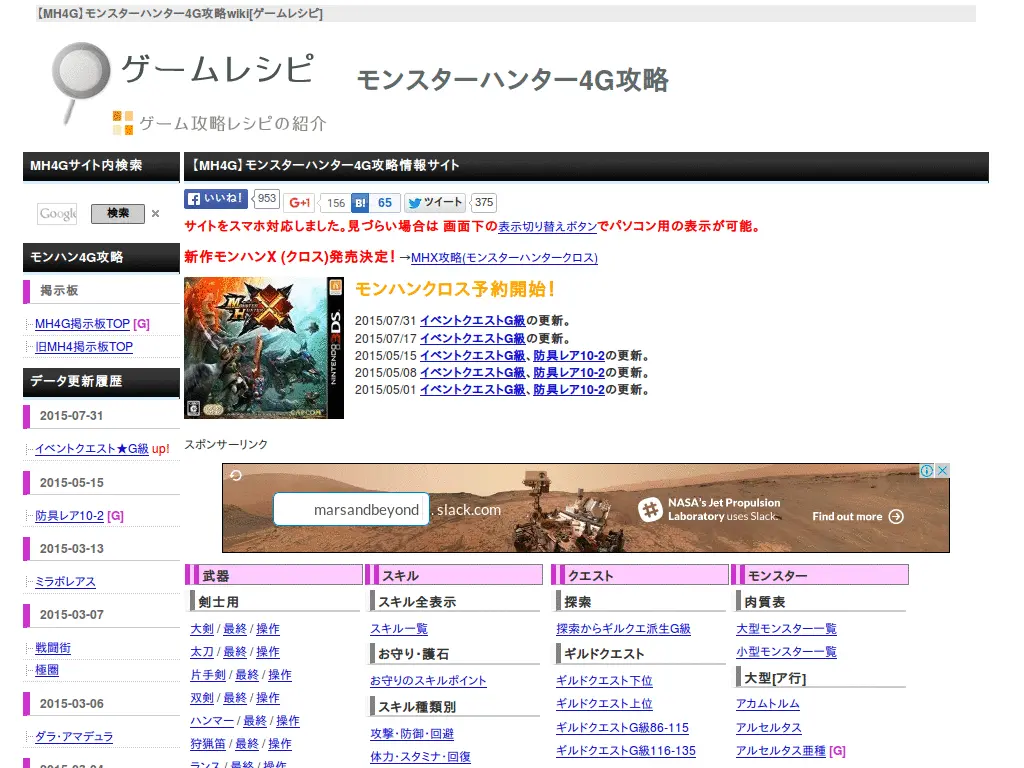 【MH4G】モンスターハンター4G攻略wiki[ゲームレシピ]
ゲームレシピ
ゲーム攻略レシピの紹介
モンスターハンター4G攻略
MH4Gサイト内検索
検索
×
モンハン4G攻略
掲示板
MH4G掲示板TOP [G]
旧MH4掲示板TOP
データ更新履歴
2015-07-31
イベントクエスト★G級 up!
2015-05-15
防具レア10-2 [G]
2015-03-13
ミラボレアス
2015-03-07
戦闘街
極圏
2015-03-06
ダラ・アマデュラ
【MH4G】モンスターハンター4G攻略情報サイト
いいね! 953 G+1 156 B! 65 ツイート 375
サイトをスマホ対応しました。見づらい場合は 画面下の表示切り替えボタンでパソコン用の表示が可能。
新作モンハンX (クロス)発売決定! →MHX攻略(モンスターハンタークロス)
NINTENDO3DS
CAPCOM
モンハンクロス予約開始!
2015/07/31 イベントクエストG級の更新。
2015/07/17 イベントクエストG級の更新。
2015/05/15 イベントクエストG級、防具レア10-2の更新。
2015/05/08 イベントクエストG級、防具レア10-2の更新。
2015/05/01 イベントクエストG級、防具レア10-2の更新。
スポンサーリンク
marsandbeyond .slack.com
NASA's Jet Propulsion
Laboratory uses Slack.
Find out more
武器
剣士用
大剣 / 最終 / 操作
太刀 / 最終 / 操作
片手剣 / 最終 / 操作
双剣 / 最終 / 操作
ハンマー / 最終 / 操作
狩猟笛 / 最終 / 操作
ランス / 最終 / 操作
スキル
スキル全表示
スキル一覧
お守り・護石
お守りのスキルポイント
スキル種類別
攻撃・防御・回避
体力・スタミナ・回復
クエスト
探索
探索からギルクエ派生G級
ギルドクエスト
ギルドクエスト下位
ギルドクエスト上位
ギルドクエストG級86-115
ギルドクエストG級116-135
モンスター
肉質表
大型モンスター一覧
小型モンスター一覧
大型[ア行]
アカムトルム
アルセルタス
アルセルタス亜種 [G]